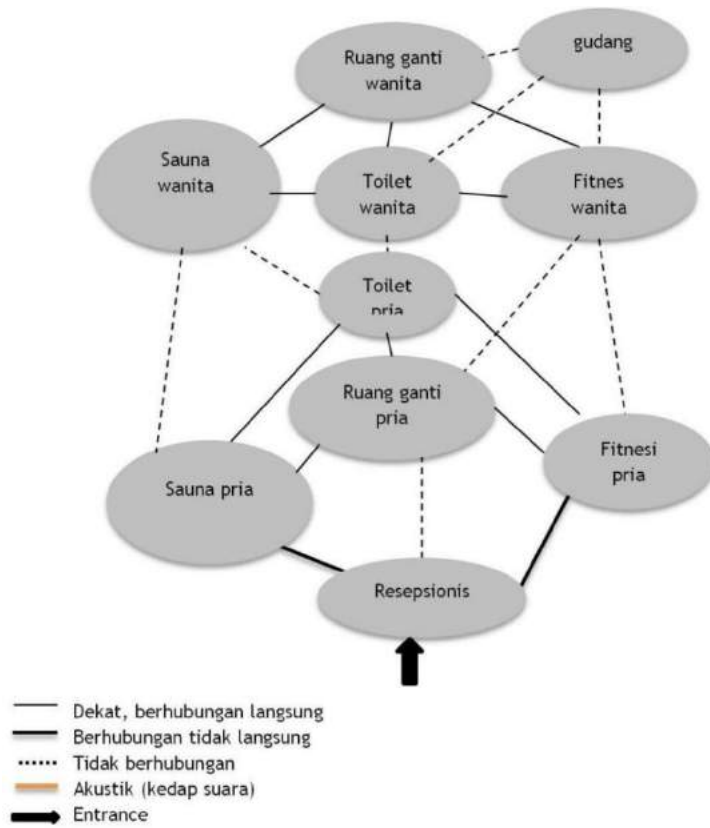 Ruang ganti
wanita
gudang
Sauna
wanita
Toilet
wanita
Fitnes
wanita
Toilet
pria
Ruang ganti
pria
Fitnesi
pria
Sauna pria
Resepsionis
Dekat, berhubungan langsung
Berhubungan tidak langsung
Tidak berhubungan
Akustik (kedap suara)
Entrance